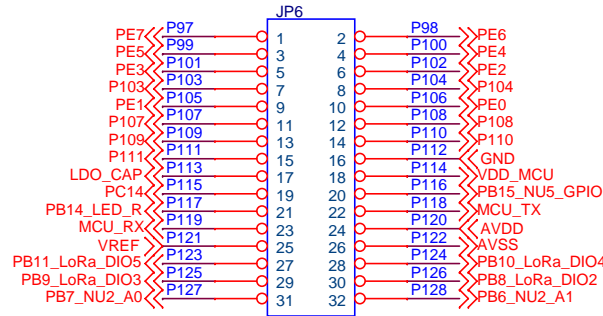 JP6
PE7 P97 1 2 P98 PE6
PE5 P99 3 4 P100 PE4
PE3 P101 5 6 P102 PE2
P103 P103 7 8 P104 P104
PE1 P105 9 10 P106 PE0
P107 P107 11 12 P108 P108
P109 P109 13 14 P110 P110
P111 P111 15 16 P112 GND
LDO_CAP P113 17 18 P114 VDD_MCU
PC14 P115 19 20 P116 PB15_NU5_GPIO
PB14_LED_R P117 21 22 P118 MCU_TX
MCU_RX P119 23 24 P120 AVDD
VREF P121 25 26 P122 AVSS
PB11_LoRa_DIO5 P123 27 28 P124 PB10_LoRa_DIO4
PB9_LoRa_DIO3 P125 29 30 P126 PB8_LoRa_DIO2
PB7_NU2_A0 P127 31 32 P128 PB6_NU2_A1